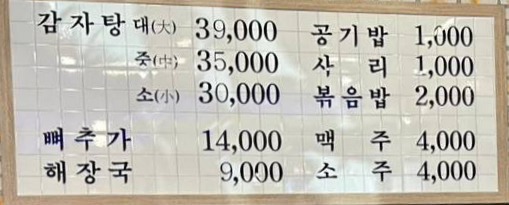 감자탕 대(大) 39,000 공기밥 1,000
중(中) 35,000 사리 1,000
소(小) 30,000 볶음밥 2,000
뼈추가 14,000 맥주 4,000
해장국 9,000 소주 4,000